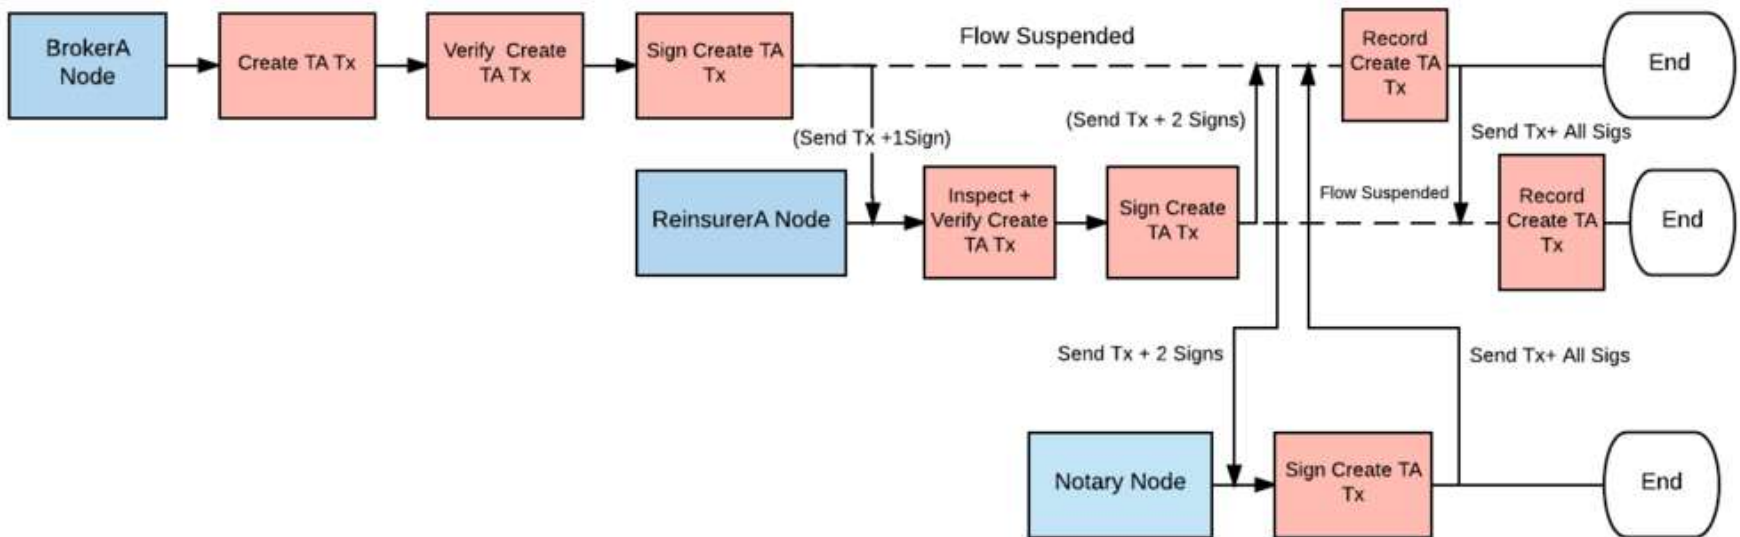 BrokerA
Node
Create TA Tx
Verify  Create
TA Tx
Sign Create TA
Tx
Flow Suspended
Record
Create TA
Tx
End
(Send Tx +1Sign)
(Send Tx + 2 Signs)
Send Tx+ All Sigs
ReinsurerA Node
Inspect +
Verify Create
TA Tx
Sign Create
TA Tx
Flow Suspended
Record
Create TA
Tx
End
Send Tx + 2 Signs
Send Tx+ All Sigs
Notary Node
Sign Create TA
Tx
End